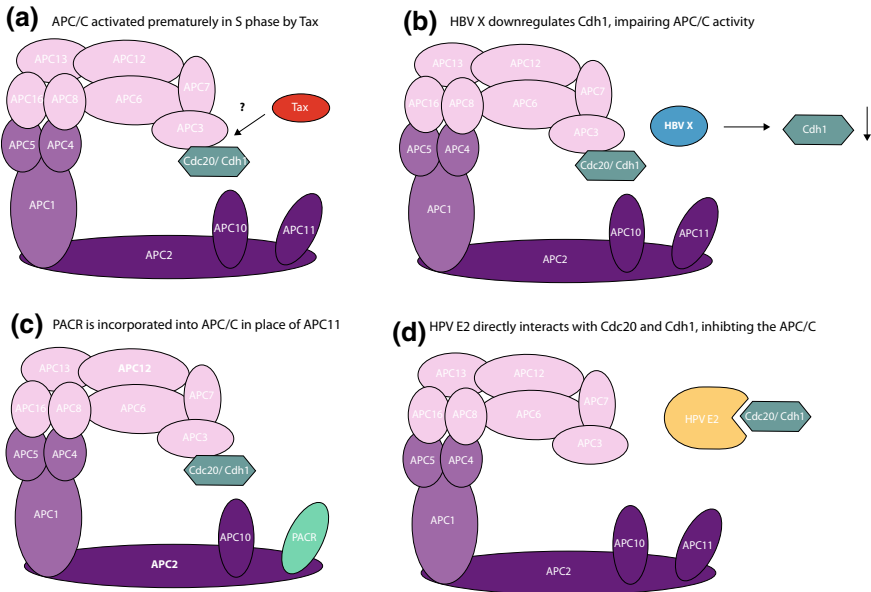 (a) APC/C activated prematurely in S phase by Tax
APC13
APC12
APC7
APC16
APC8
APC6
?
Tax
APC3
APC5
APC4
Cdc20/ Cdh1
APC1
APC10
APC11
APC2
(b) HBV X downregulates Cdh1, impairing APC/C activity
APC13
APC12
APC7
APC16
APC8
APC6
APC3
HBV X
Cdh1
APC5
APC4
Cdc20/ Cdh1
APC1
APC10
APC11
APC2
(c) PACR is incorporated into APC/C in place of APC11
APC13
APC12
APC7
APC16
APC8
APC6
APC3
APC5
APC4
Cdc20/ Cdh1
APC1
APC10
PACR
APC2
(d) HPV E2 directly interacts with Cdc20 and Cdh1, inhibting the APC/C
APC13
APC12
APC7
APC16
APC8
APC6
HPV E2
Cdc20/ Cdh1
APC3
APC5
APC4
APC1
APC10
APC11
APC2